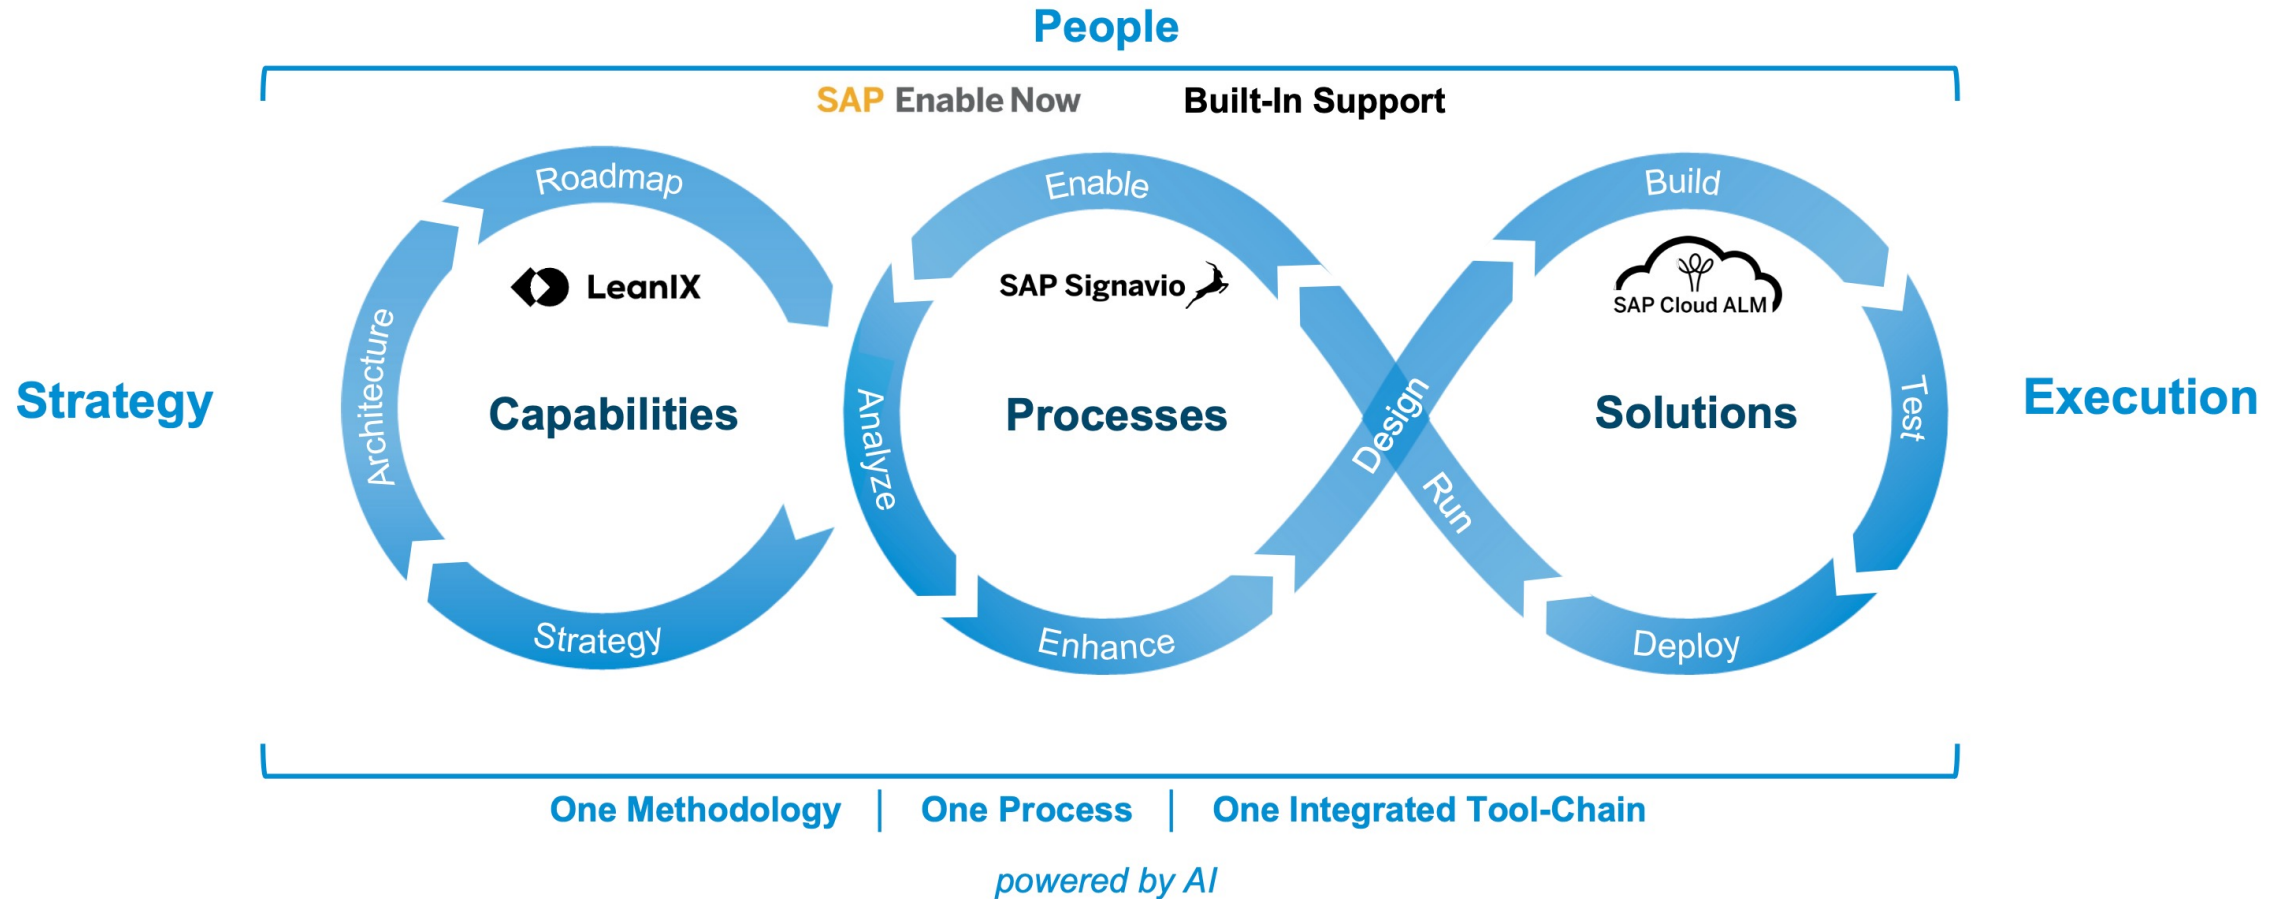 People
SAP Enable Now
Built-In Support
Roadmap
Enable
Build
LeanIX
SAP Signavio
SAP Cloud ALM
Architecture
Strategy
Capabilities
Analyze
Processes
Design
Solutions
Test
Execution
Run
Strategy
Enhance
Deploy
One Methodology | One Process | One Integrated Tool-Chain
powered by AI